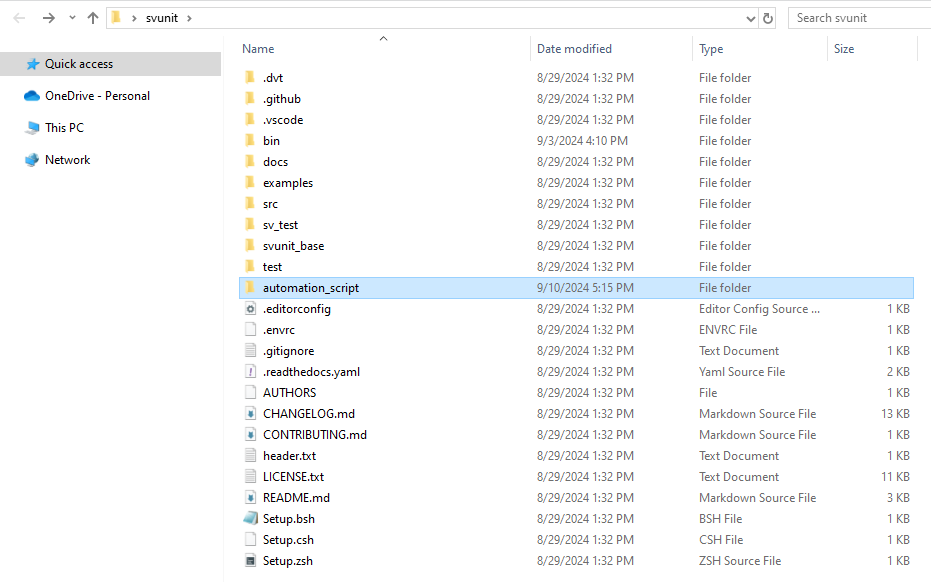 svunit
Search svunit
Name Date modified Type Size
Quick access
OneDrive - Personal
This PC
Network
.dvt 8/29/2024 1:32 PM File folder
.github 8/29/2024 1:32 PM File folder
.vscode 8/29/2024 1:32 PM File folder
bin 9/3/2024 4:10 PM File folder
docs 8/29/2024 1:32 PM File folder
examples 8/29/2024 1:32 PM File folder
src 8/29/2024 1:32 PM File folder
sv_test 8/29/2024 1:32 PM File folder
svunit_base 8/29/2024 1:32 PM File folder
test 8/29/2024 1:32 PM File folder
automation_script 9/10/2024 5:15 PM File folder
.editorconfig 8/29/2024 1:32 PM Editor Config Source ... 1 KB
.envrc 8/29/2024 1:32 PM ENVRC File 1 KB
.gitignore 8/29/2024 1:32 PM Text Document 1 KB
.readthedocs.yaml 8/29/2024 1:32 PM Yaml Source File 2 KB
AUTHORS 8/29/2024 1:32 PM File 1 KB
CHANGELOG.md 8/29/2024 1:32 PM Markdown Source File 13 KB
CONTRIBUTING.md 8/29/2024 1:32 PM Markdown Source File 1 KB
header.txt 8/29/2024 1:32 PM Text Document 1 KB
LICENSE.txt 8/29/2024 1:32 PM Text Document 11 KB
README.md 8/29/2024 1:32 PM Markdown Source File 3 KB
Setup.bsh 8/29/2024 1:32 PM BSH File 1 KB
Setup.csh 8/29/2024 1:32 PM CSH File 1 KB
Setup.zsh 8/29/2024 1:32 PM ZSH Source File 1 KB